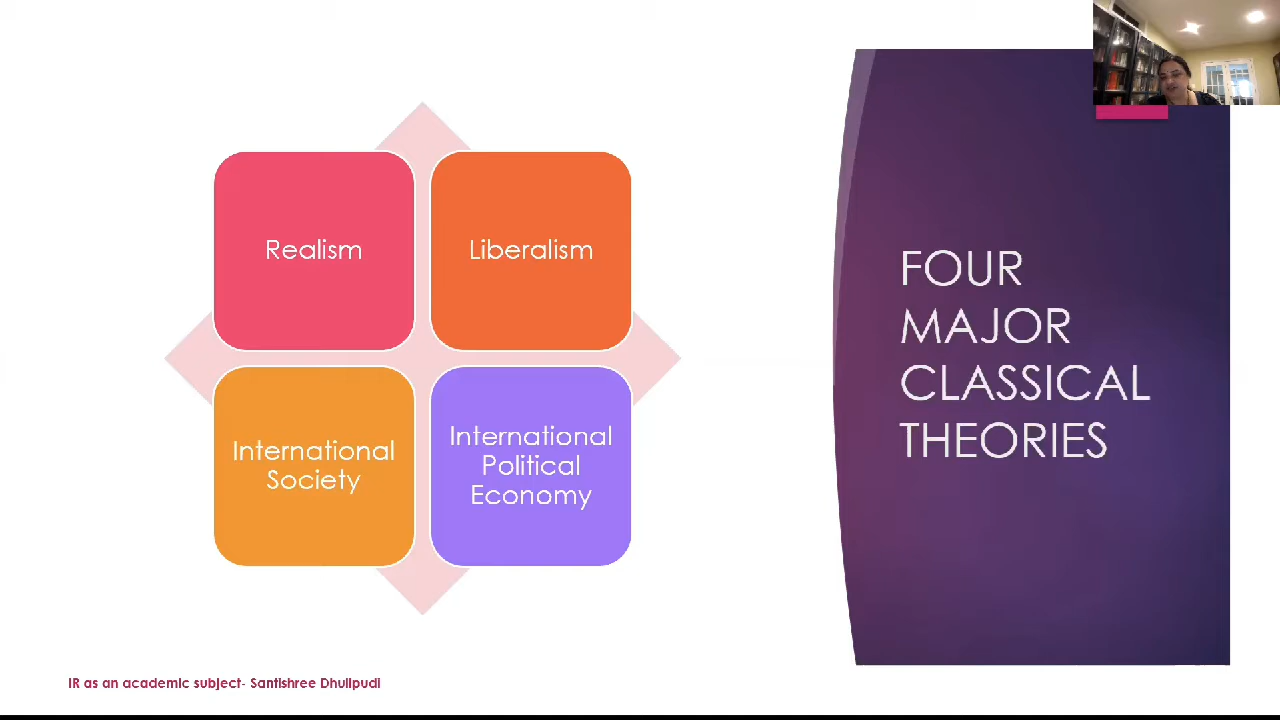 Realism
Liberalism
International
Society
International
Political
Economy
FOUR
MAJOR
CLASSICAL
THEORIES
IR as an academic subject- Santishree Dhulipudi